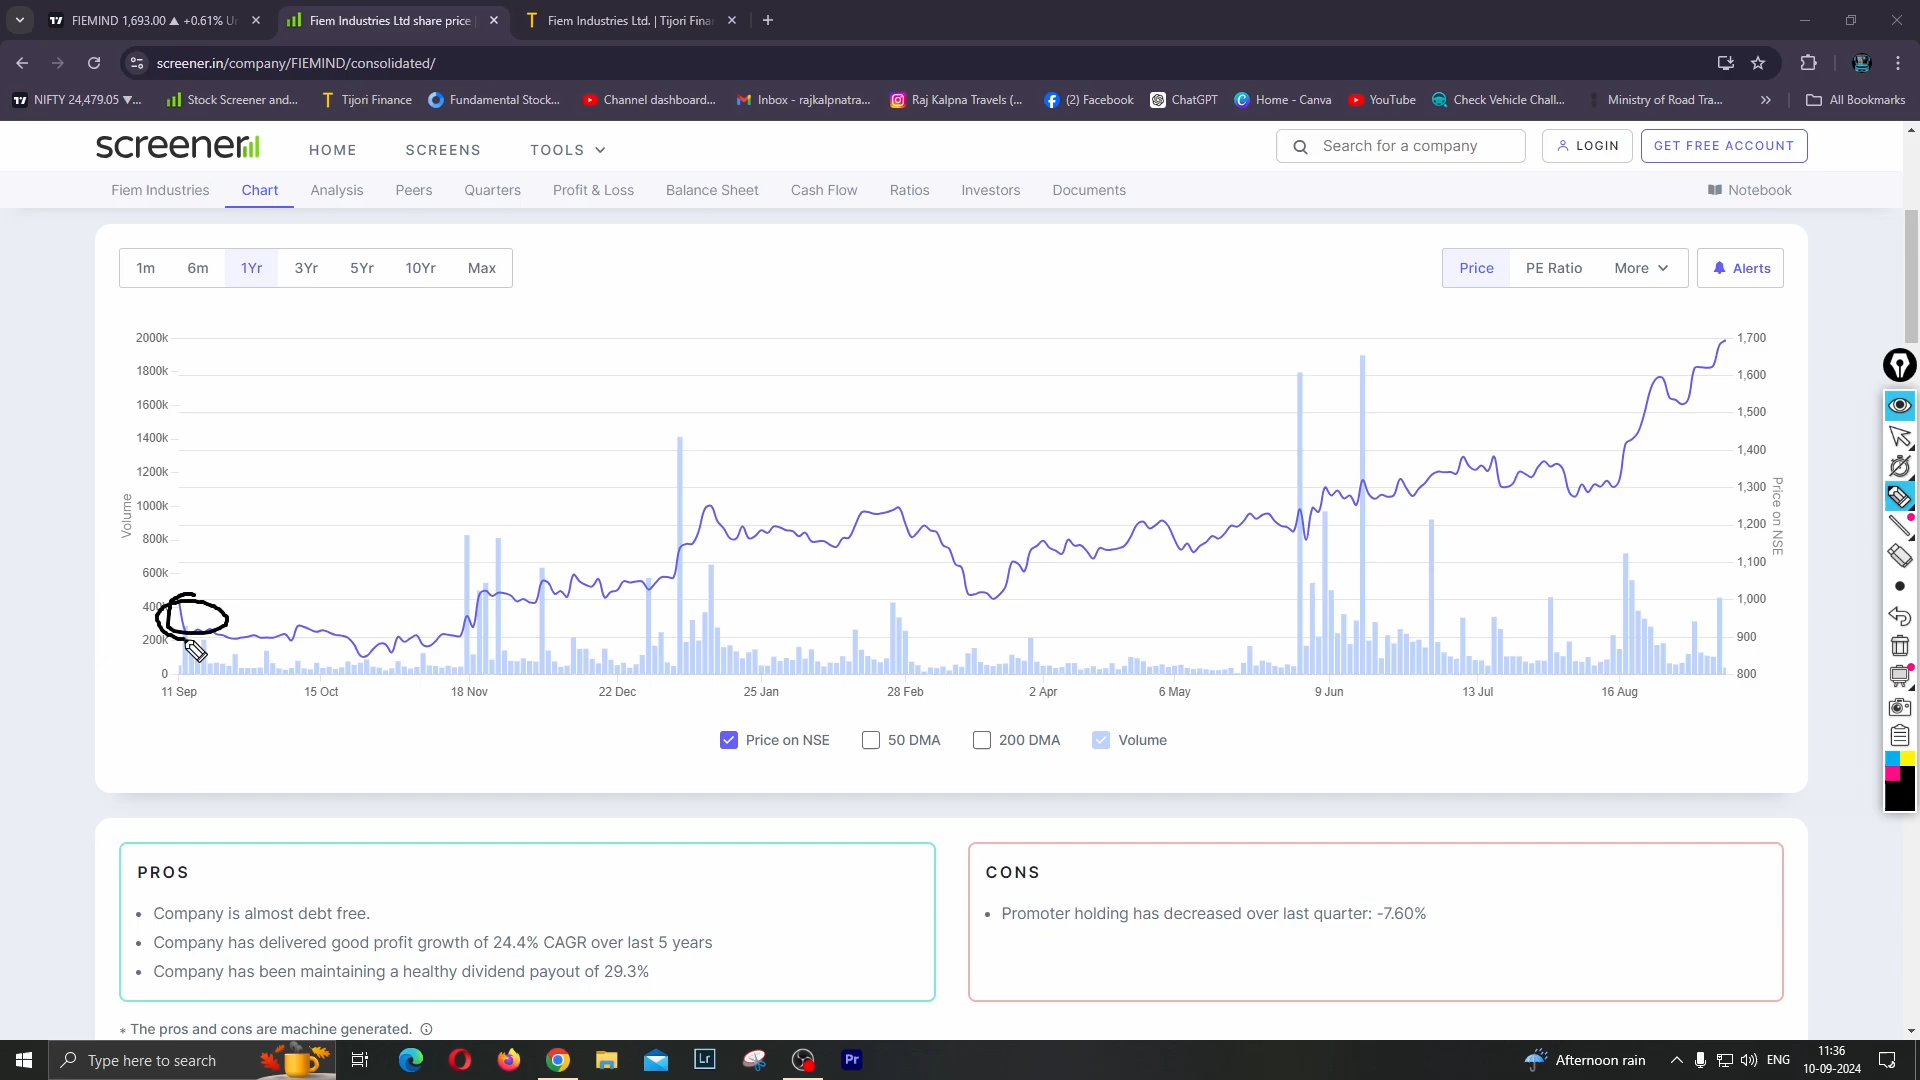 FIEMIND 1,693.00 ▲ +0.61% Un
Fiem Industries Ltd share price |
Fiem Industries Ltd. | Tijori Finan
screener.in/company/FIEMIND/consolidated/
NIFTY 24,479.05 ▼...
Stock Screener and...
Tijori Finance
Fundamental Stock...
Channel dashboard...
Inbox - rajkalpnatra...
Raj Kalpna Travels (...
(2) Facebook
ChatGPT
Home - Canva
YouTube
Check Vehicle Chall...
Ministry of Road Tra...
All Bookmarks
screener
HOME
SCREENS
TOOLS
Search for a company
LOGIN
GET FREE ACCOUNT
Fiem Industries
Chart
Analysis
Peers
Quarters
Profit & Loss
Balance Sheet
Cash Flow
Ratios
Investors
Documents
Notebook
1m 6m 1Yr 3Yr 5Yr 10Yr Max
Price PE Ratio More
Alerts
2000k
1800k
1600k
1400k
1200k
1000k
800k
600k
400k
200k
0
Volume
1,700
1,600
1,500
1,400
1,300
1,200
1,100
1,000
900
800
Price on NSE
11 Sep 15 Oct 18 Nov 22 Dec 25 Jan 28 Feb 2 Apr 6 May 9 Jun 13 Jul 16 Aug
Price on NSE 50 DMA 200 DMA Volume
PROS
• Company is almost debt free.
• Company has delivered good profit growth of 24.4% CAGR over last 5 years
• Company has been maintaining a healthy dividend payout of 29.3%
CONS
• Promoter holding has decreased over last quarter: -7.60%
* The pros and cons are machine generated.
Type here to search
Lr
Pr
Afternoon rain
ENG
11:36
10-09-2024